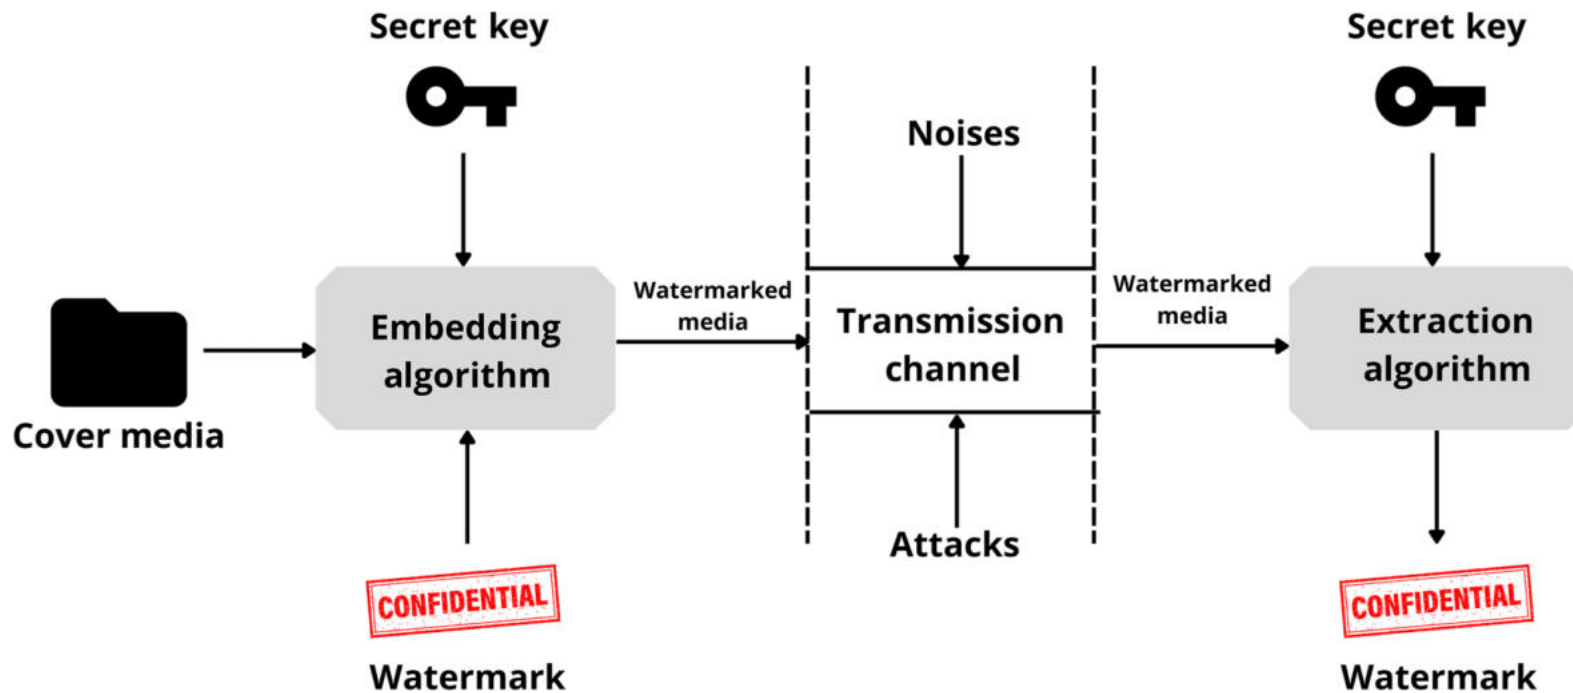 Secret key
Secret key
Noises
Watermarked
media
Watermarked
media
Embedding
algorithm
Transmission
channel
Extraction
algorithm
Cover media
Attacks
CONFIDENTIAL
CONFIDENTIAL
Watermark
Watermark